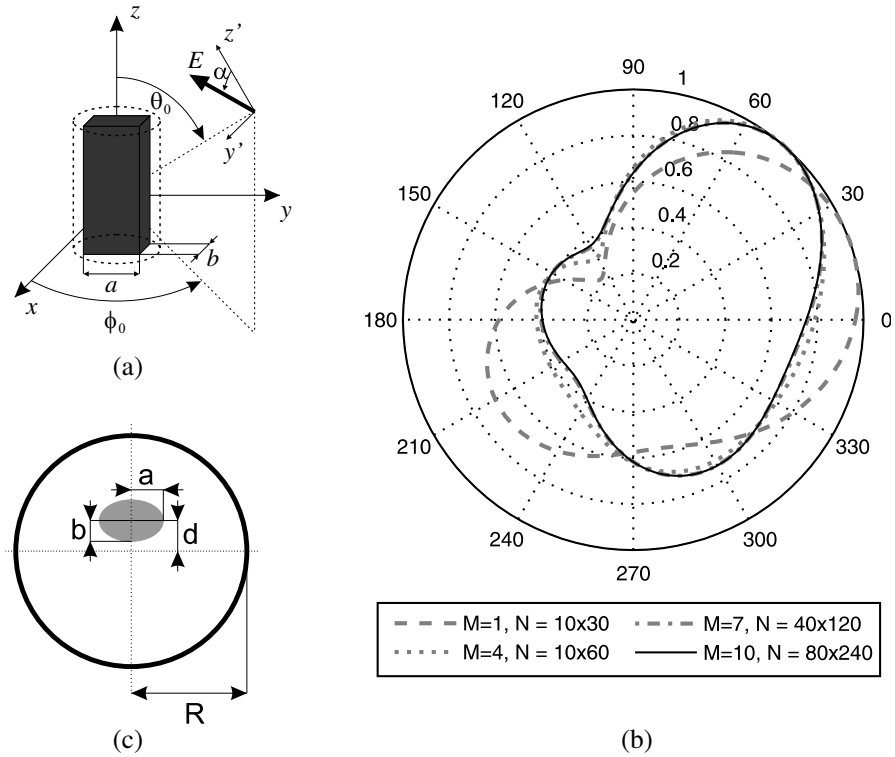 z
z'
E
α
θ₀
y'
y
b
a
x
ϕ₀
(a)
90
1
120
60
0.8
150
0.6
30
0.4
0.2
180
0
210
330
240
300
270
M=1, N = 10x30
M=7, N = 40x120
M=4, N = 10x60
M=10, N = 80x240
(b)
a
b
d
R
(c)